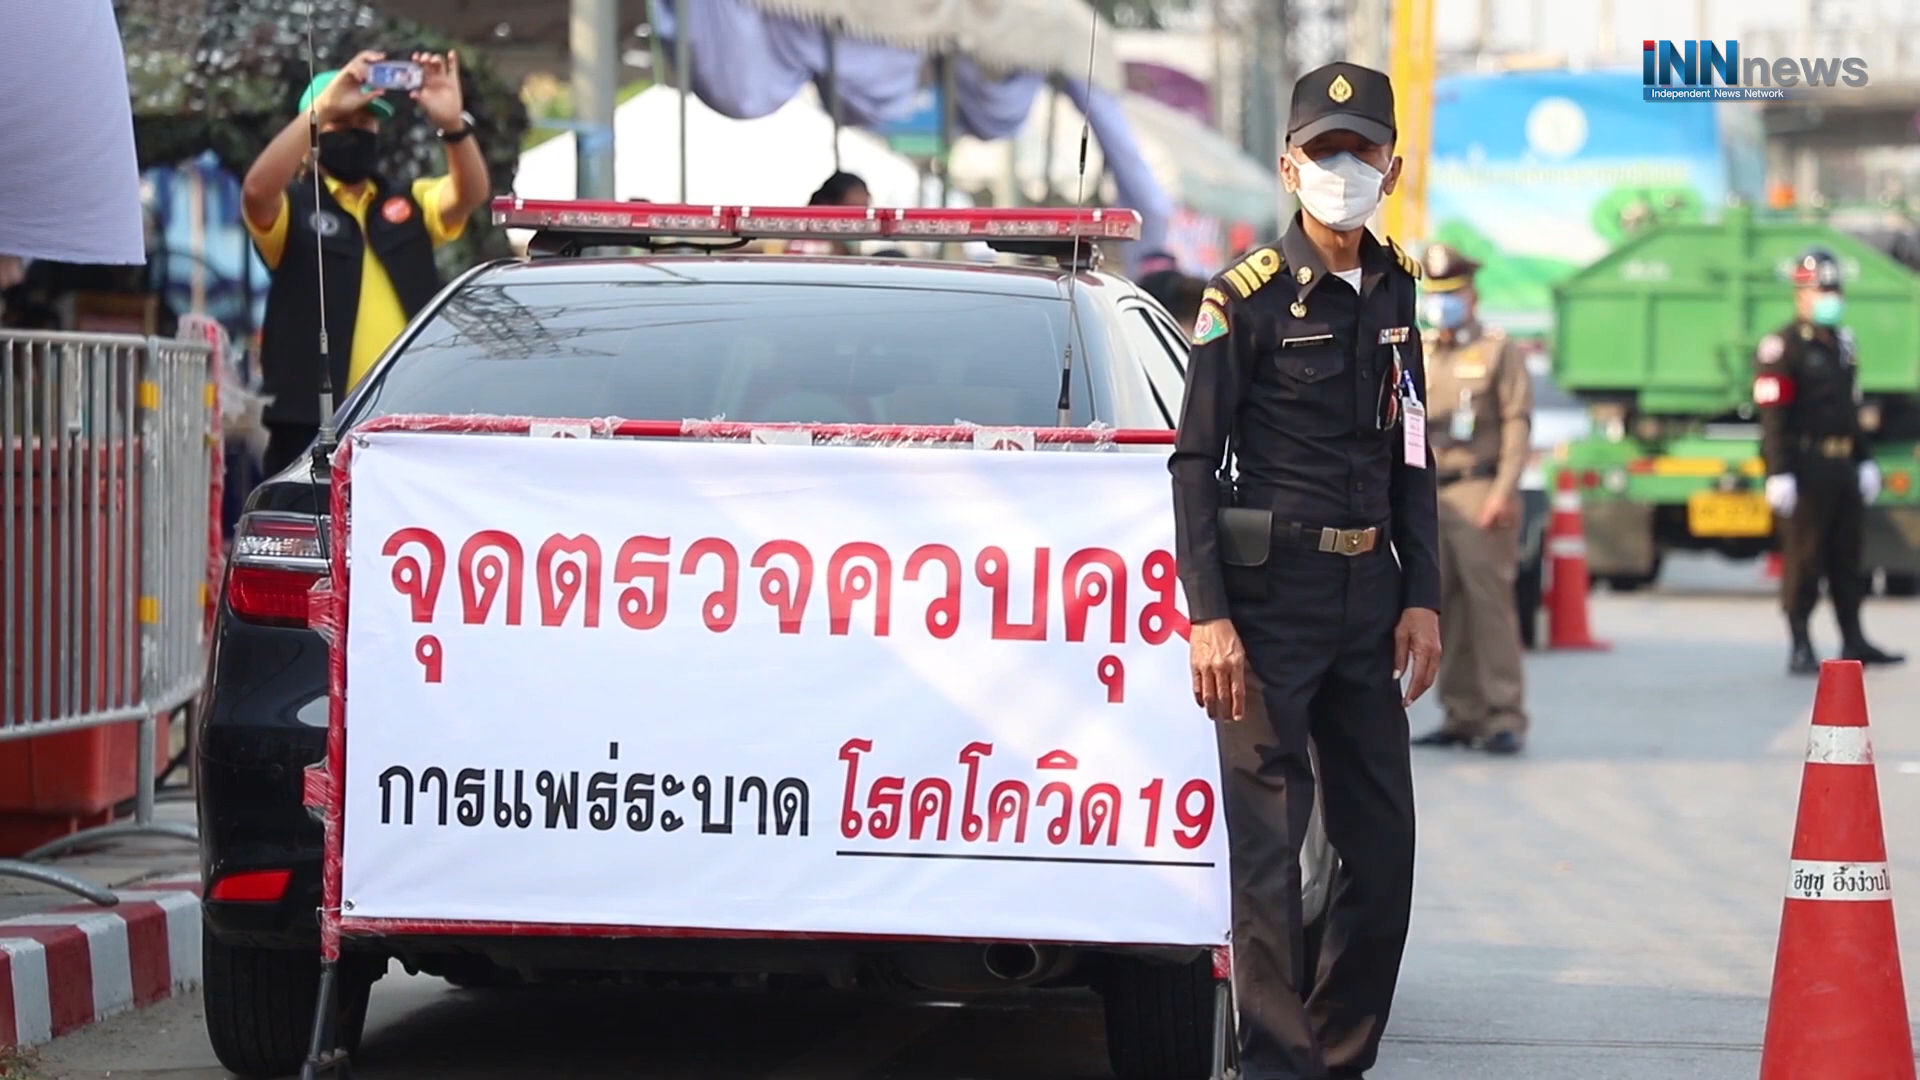 iNNnews
Independent News Network
จุดตรวจควบคุม
การแพร่ระบาด โรคโควิด19
อีซูซุ อึ้งง่วนไ